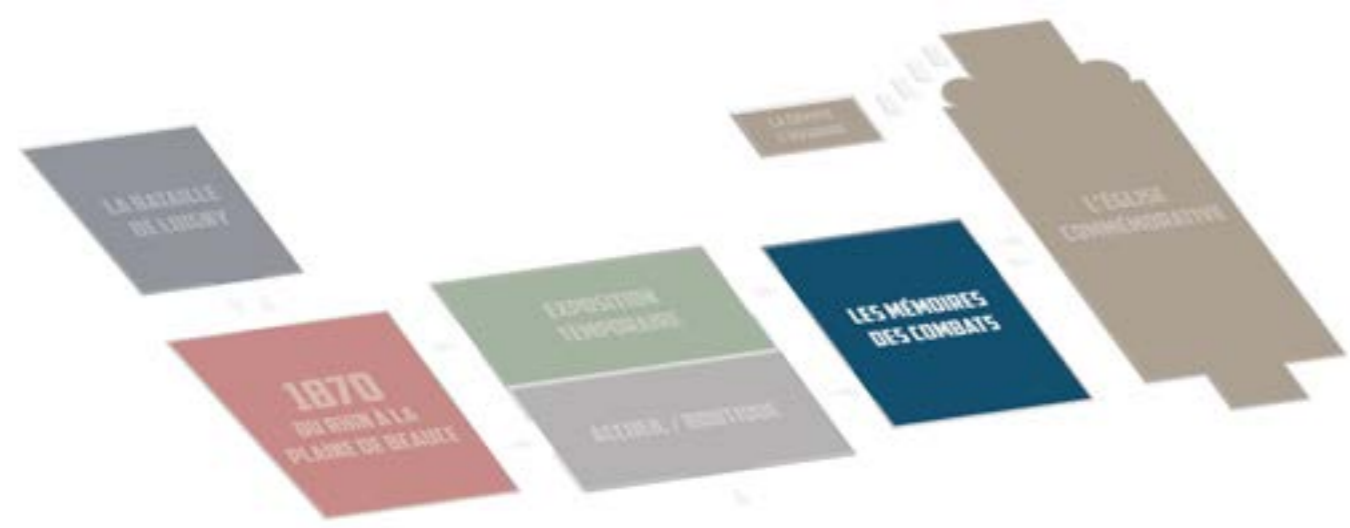 LA BATAILLE
DE LOIGNY
1870
DU RHIN À LA
PLAINE DE BEAUCE
EXPOSITION
TEMPORAIRE
ACCUEIL / BOUTIQUE
LES MÉMOIRES
DES COMBATS
L'ÉGLISE
COMMÉMORATIVE